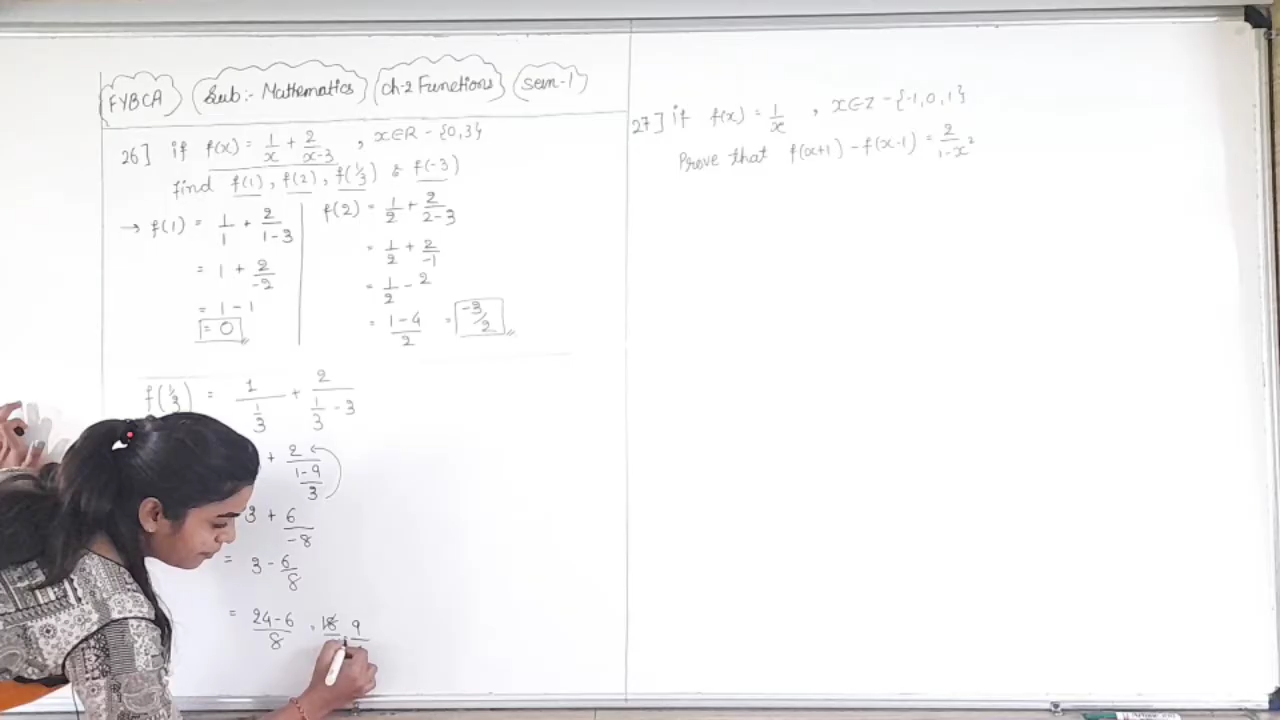 FYBCA Sub:- Mathematics Ch-2 Functions Sem-1
26] if f(x) = 1/x + 2/x-3 , x∈R - {0,3}
find f(1), f(2), f(1/3) & f(-3)
→ f(1) = 1/1 + 2/1-3
= 1 + 2/-2
= 1 - 1
= 0
f(2) = 1/2 + 2/2-3
= 1/2 + 2/-1
= 1/2 - 2
= 1-4/2 = -3/2
f(1/3) = 1/(1/3) + 2/(1/3 - 3)
+ 2/(1-9/3)
3 + 6/-8
= 3 - 6/8
= 24-6/8 = 18 9
27] if f(x) = 1/x , x∈Z - {-1,0,1}
Prove that f(x+1) - f(x-1) = 2/1-x²